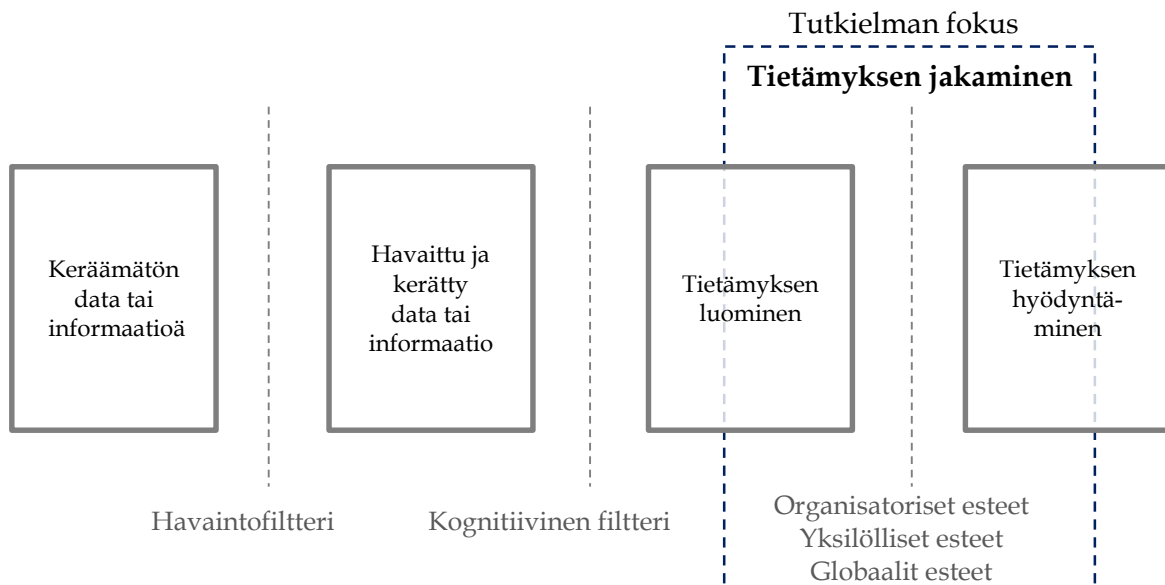 Tutkielman fokus
Tietämyksen jakaminen
Keräämätön
data tai
informaatioä
Havaittu ja
kerätty
data tai
informaatio
Tietämyksen
luominen
Tietämyksen
hyödyntä-
minen
Havaintofiltteri
Kognitiivinen filtteri
Organisatoriset esteet
Yksilölliset esteet
Globaalit esteet